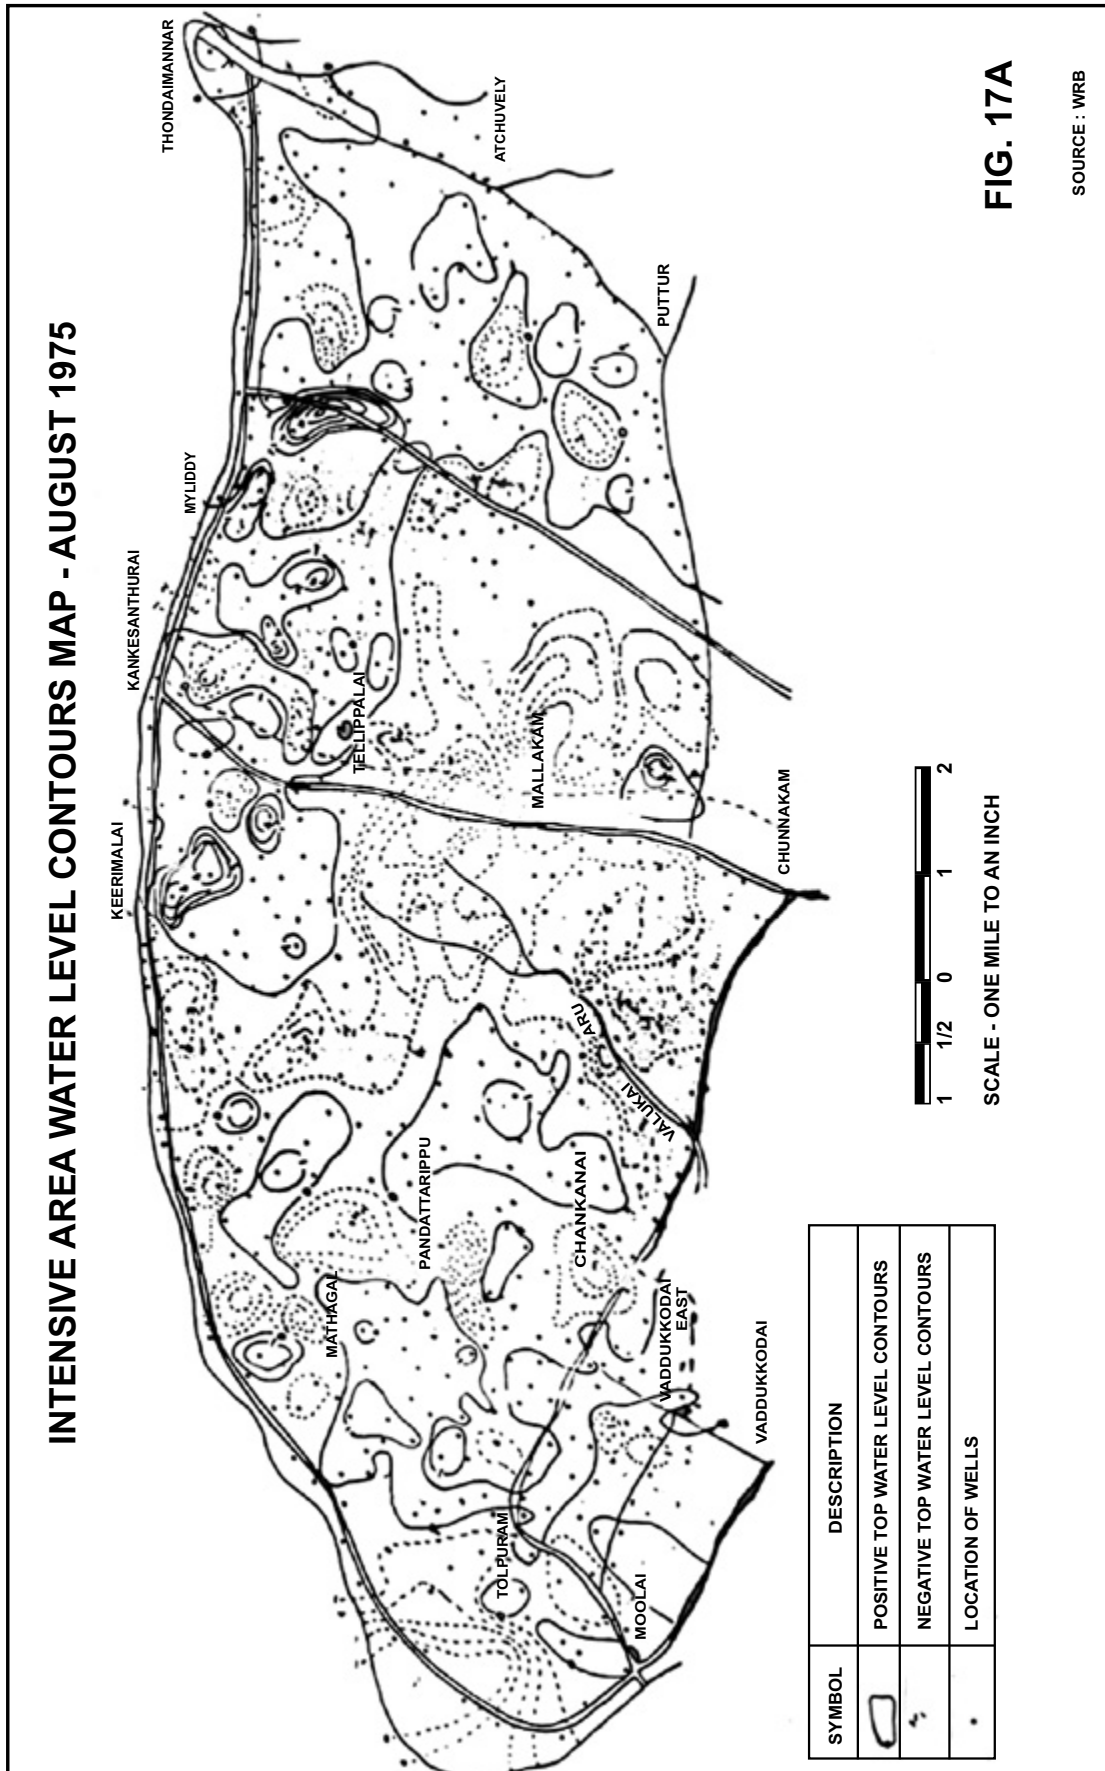 INTENSIVE AREA WATER LEVEL CONTOURS MAP - AUGUST 1975
THONDAIMANNAR
MYLIDDY
KANKESANTHURAI
KEERIMALAI
ATCHUVELY
PUTTUR
TELLIPPALAI
MALLAKAM
CHUNNAKAM
MATHAGAL
PANDATTARIPPU
CHANKANAI
VALUKAI
ARU
TOLPURAM
MOOLAI
VADDUKKODAI
EAST
VADDUKKODAI
SYMBOL DESCRIPTION
POSITIVE TOP WATER LEVEL CONTOURS
NEGATIVE TOP WATER LEVEL CONTOURS
LOCATION OF WELLS
1 1/2 0 1 2
SCALE - ONE MILE TO AN INCH
FIG. 17A
SOURCE : WRB